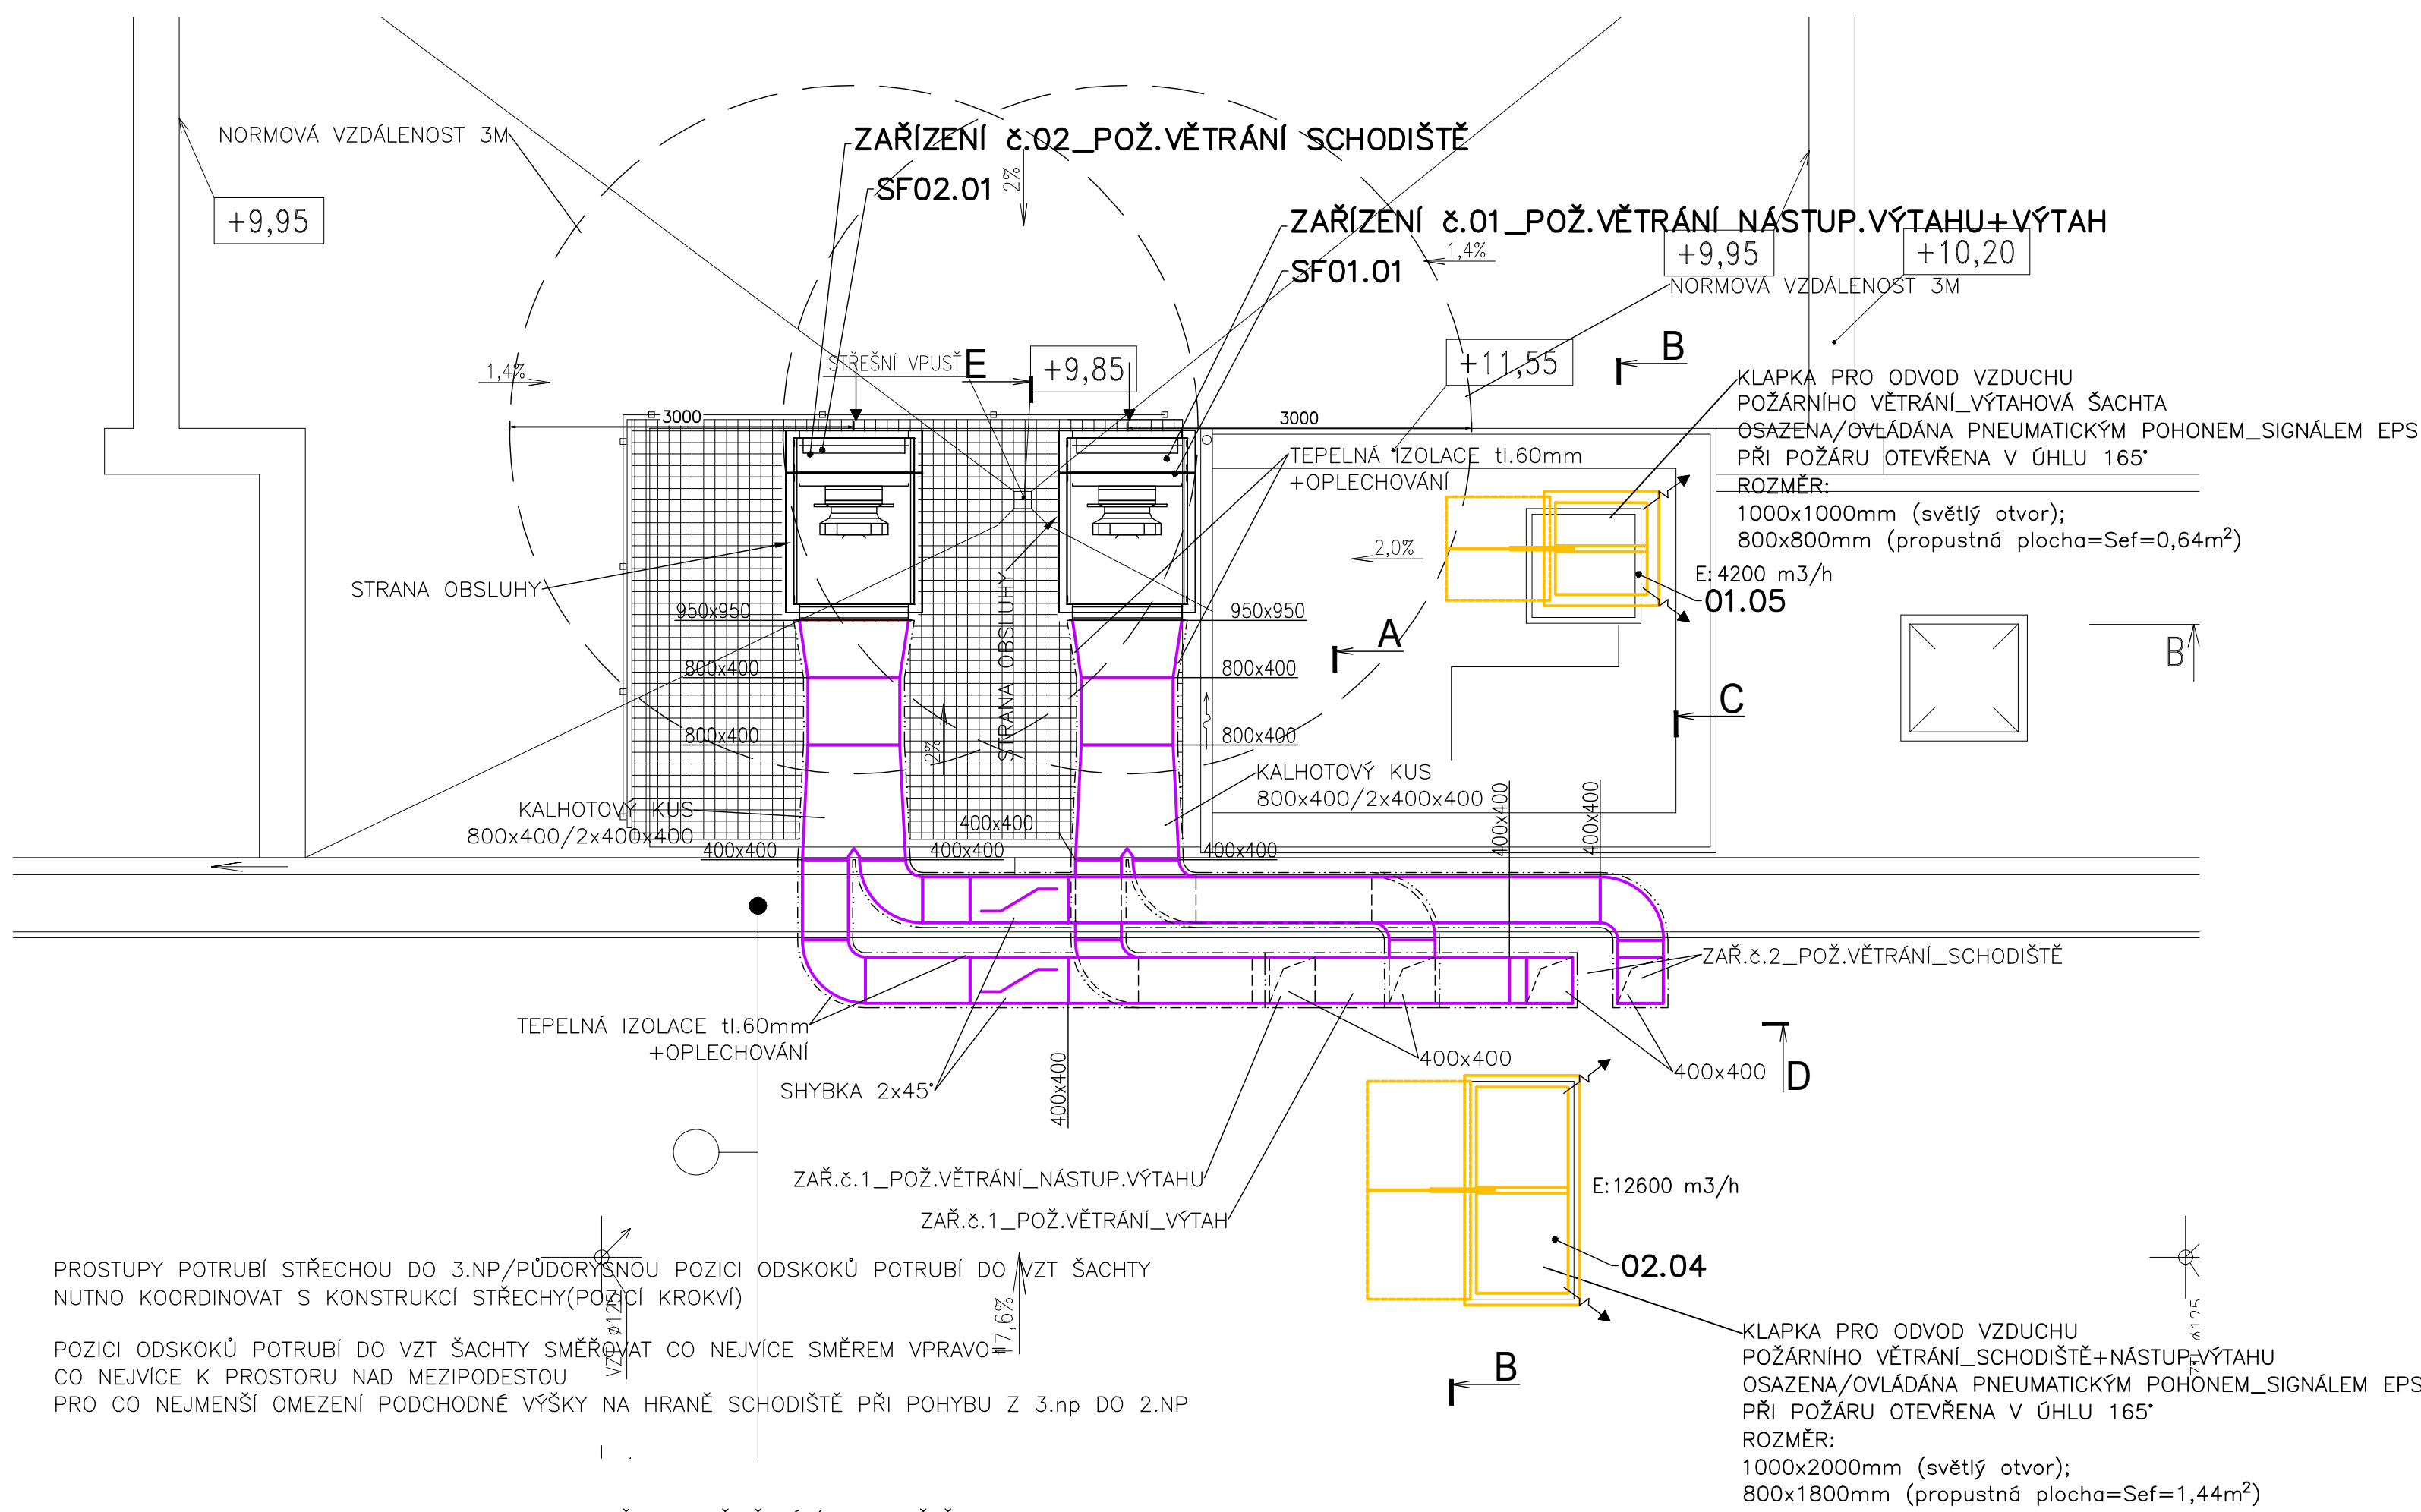 NORMOVÁ VZDÁLENOST 3M
+9,95
ZAŘÍZENÍ č.02_POŽ.VĚTRÁNÍ SCHODIŠTĚ
SF02.01
2%
ZAŘÍZENÍ č.01_POŽ.VĚTRÁNÍ NÁSTUP.VÝTAHU+VÝTAH
SF01.01
1,4%
+9,95
+10,20
NORMOVÁ VZDÁLENOST 3M
1,4%
STŘEŠNÍ VPUSŤ
E
+9,85
+11,55
B
3000
3000
KLAPKA PRO ODVOD VZDUCHU
POŽÁRNÍHO VĚTRÁNÍ_VÝTAHOVÁ ŠACHTA
OSAZENA/OVLÁDÁNA PNEUMATICKÝM POHONEM_SIGNÁLEM EPS
PŘI POŽÁRU OTEVŘENA V ÚHLU 165°
ROZMĚR:
1000x1000mm (světlý otvor);
800x800mm (propustná plocha=Sef=0,64m²)
TEPELNÁ IZOLACE tl.60mm
+OPLECHOVÁNÍ
2,0%
E:4200 m3/h
01.05
STRANA OBSLUHY
STRANA OBSLUHY
950x950
950x950
A
B
800x400
800x400
C
800x400
800x400
2%
KALHOTOVÝ KUS
800x400/2x400x400
KALHOTOVÝ KUS
800x400/2x400x400
400x400
400x400
400x400
400x400
400x400
400x400
ZAŘ.č.2_POŽ.VĚTRÁNÍ_SCHODIŠTĚ
TEPELNÁ IZOLACE tl.60mm
+OPLECHOVÁNÍ
SHYBKA 2x45°
400x400
400x400
400x400
D
ZAŘ.č.1_POŽ.VĚTRÁNÍ_NÁSTUP.VÝTAHU
ZAŘ.č.1_POŽ.VĚTRÁNÍ_VÝTAH
E:12600 m3/h
02.04
PROSTUPY POTRUBÍ STŘECHOU DO 3.NP/PŮDORYSNOU POZICI ODSKOKŮ POTRUBÍ DO VZT ŠACHTY
NUTNO KOORDINOVAT S KONSTRUKCÍ STŘECHY(POZICÍ KROKVÍ)
VZT ø125
17,6%
POZICI ODSKOKŮ POTRUBÍ DO VZT ŠACHTY SMĚŘOVAT CO NEJVÍCE SMĚREM VPRAVO=
CO NEJVÍCE K PROSTORU NAD MEZIPODESTOU
PRO CO NEJMENŠÍ OMEZENÍ PODCHODNÉ VÝŠKY NA HRANĚ SCHODIŠTĚ PŘI POHYBU Z 3.np DO 2.NP
B
KLAPKA PRO ODVOD VZDUCHU
POŽÁRNÍHO VĚTRÁNÍ_SCHODIŠTĚ+NÁSTUP.VÝTAHU
OSAZENA/OVLÁDÁNA PNEUMATICKÝM POHONEM_SIGNÁLEM EPS
PŘI POŽÁRU OTEVŘENA V ÚHLU 165°
ROZMĚR:
1000x2000mm (světlý otvor);
800x1800mm (propustná plocha=Sef=1,44m²)